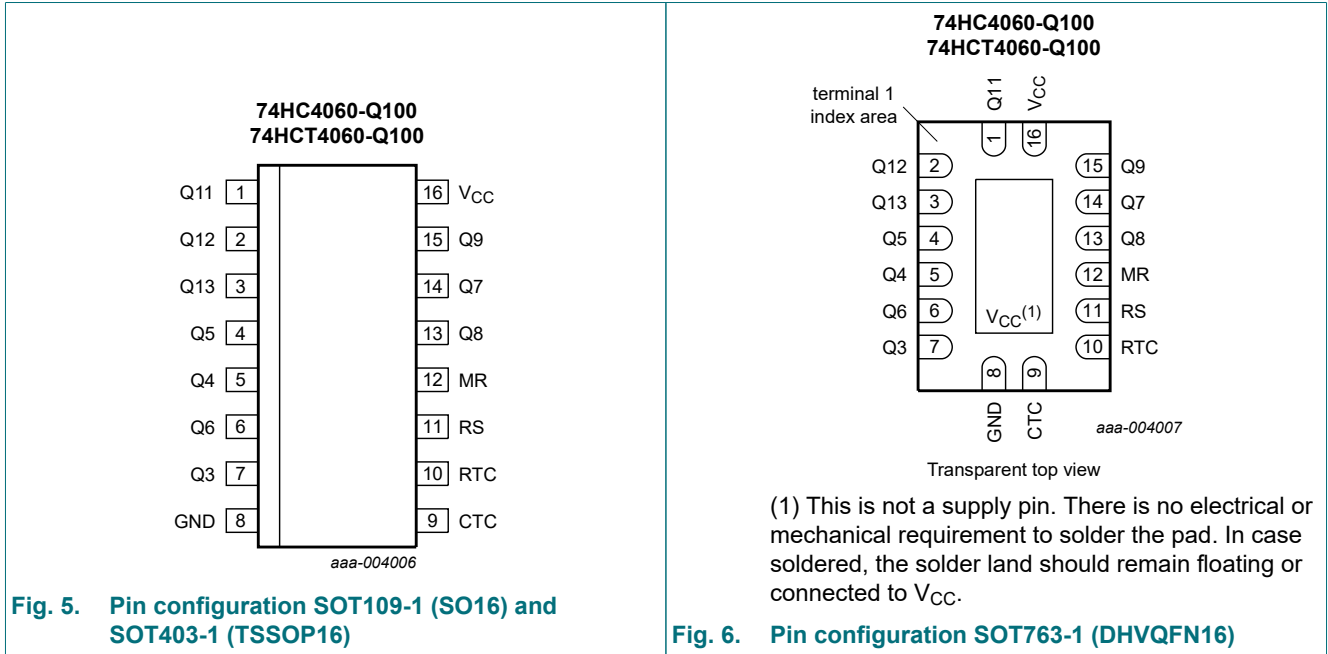 74HC4060-Q100
74HCT4060-Q100
Q11 1
Q12 2
Q13 3
Q5 4
Q4 5
Q6 6
Q3 7
GND 8
16 VCC
15 Q9
14 Q7
13 Q8
12 MR
11 RS
10 RTC
9 CTC
aaa-004006
Fig. 5. Pin configuration SOT109-1 (SO16) and
SOT403-1 (TSSOP16)
74HC4060-Q100
74HCT4060-Q100
terminal 1
index area
Q11
VCC
1
16
Q12 2
Q13 3
Q5 4
Q4 5
Q6 6
Q3 7
15 Q9
14 Q7
13 Q8
12 MR
11 RS
10 RTC
VCC(1)
8
9
GND
CTC
aaa-004007
Transparent top view
(1) This is not a supply pin. There is no electrical or
mechanical requirement to solder the pad. In case
soldered, the solder land should remain floating or
connected to VCC.
Fig. 6. Pin configuration SOT763-1 (DHVQFN16)